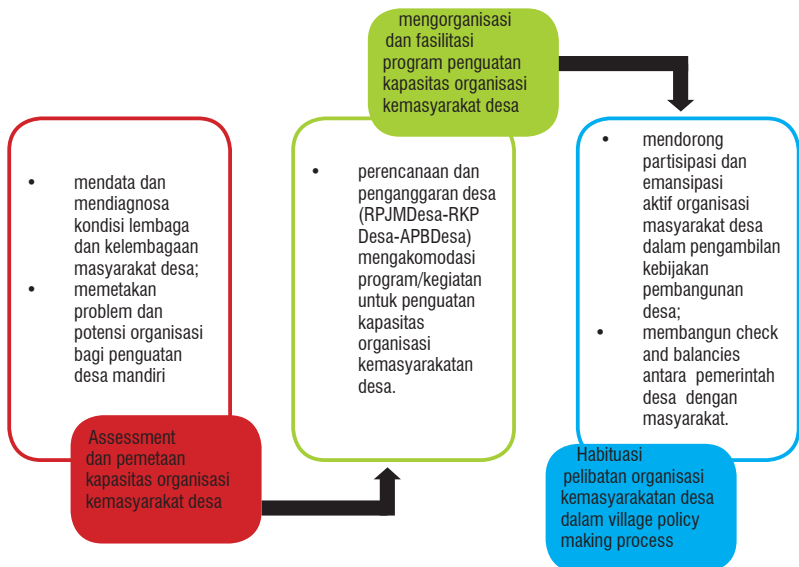 • mendata dan
mendiagnosa
kondisi lembaga
dan kelembagaan
masyarakat desa;
• memetakan
problem dan
potensi organisasi
bagi penguatan
desa mandiri
Assessment
dan pemetaan
kapasitas organisasi
kemasyarakat desa
mengorganisasi
dan fasilitasi
program penguatan
kapasitas organisasi
kemasyarakat desa
• perencanaan dan
penganggaran desa
(RPJMDesa-RKP
Desa-APBDesa)
mengakomodasi
program/kegiatan
untuk penguatan
kapasitas
organisasi
kemasyarakatan
desa.
• mendorong
partisipasi dan
emansipasi
aktif organisasi
masyarakat desa
dalam pengambilan
kebijakan
pembangunan
desa;
• membangun check
and balancies
antara pemerintah
desa dengan
masyarakat.
Habituasi
pelibatan organisasi
kemasyarakatan desa
dalam village policy
making process